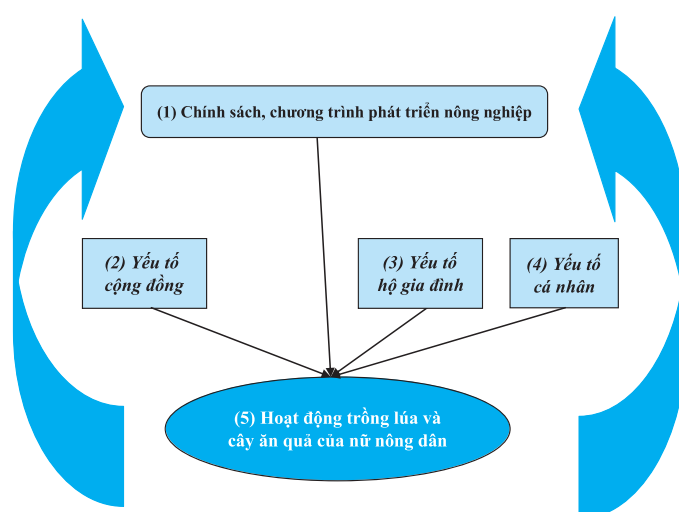 (1) Chính sách, chương trình phát triển nông nghiệp
(2) Yếu tố
cộng đồng
(3) Yếu tố
hộ gia đình
(4) Yếu tố
cá nhân
(5) Hoạt động trồng lúa và
cây ăn quả của nữ nông dân